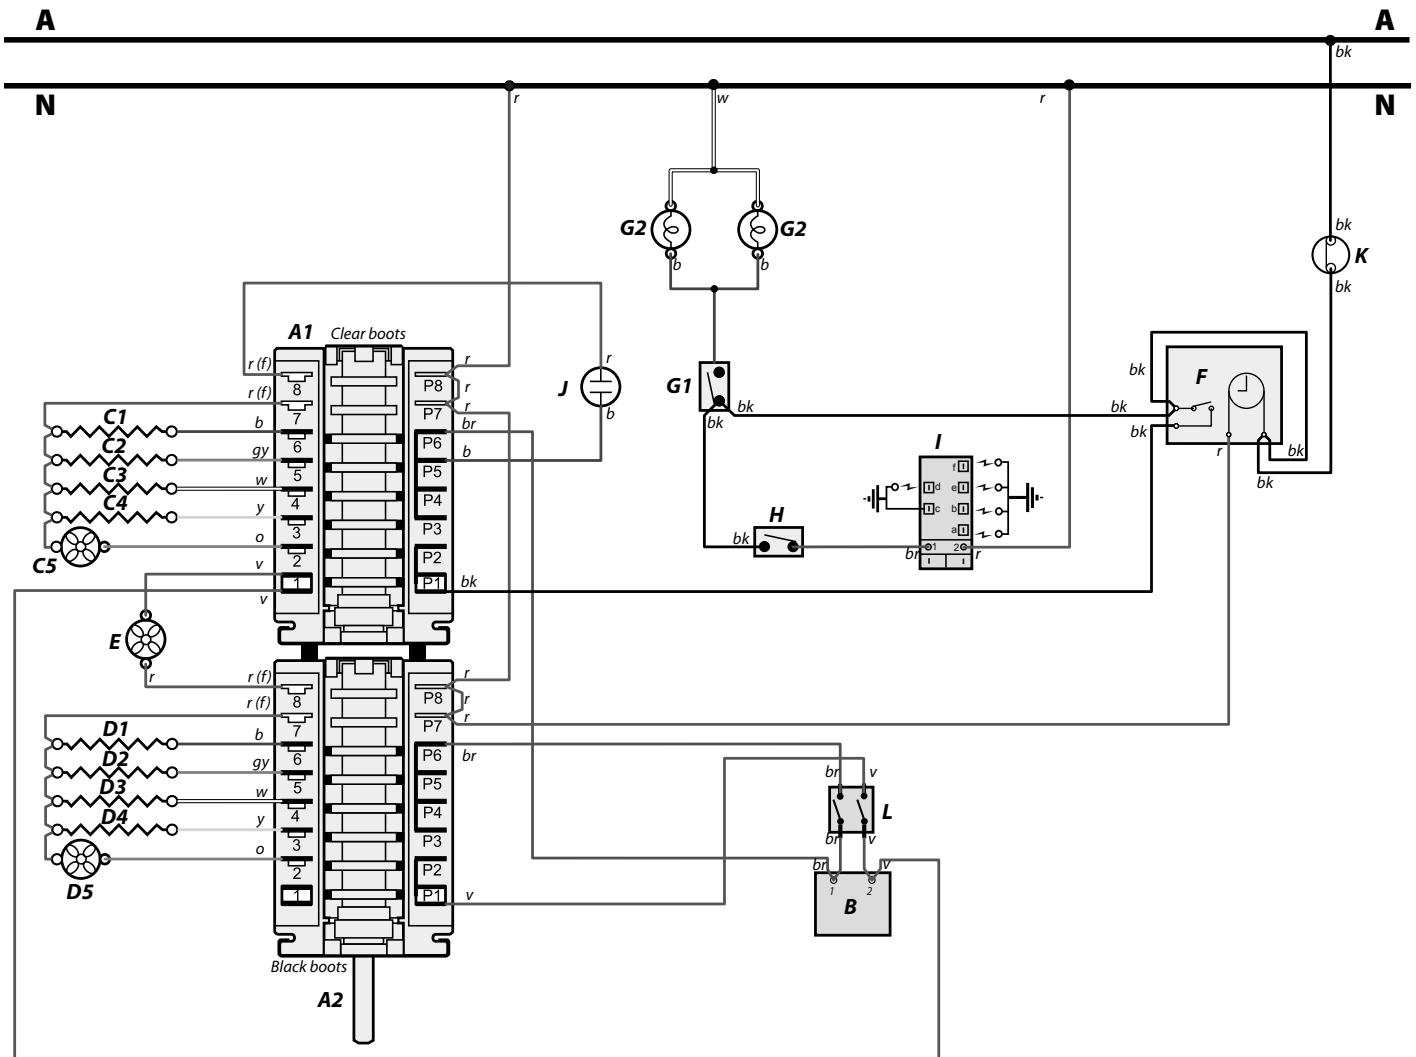 A A
bk
N r w r N
bk
G2 G2 K
b b bk
A1 Clear boots
r (f) 8 P8 r r J b
r (f) 7 P7 r r
C1 b 6 P6 br
C2 gy 5 P5 b
C3 w 4 P4
C4 y 3 P3
C5 o 2 P2
v 1 P1 bk
v
G1 bk bk
bk bk bk F
r bk bk
H bk
I
f
d e
c b
a
br 1 2 r
E r
r (f) 8 P8 r r
r (f) 7 P7 r
D1 b 6 P6 br
D2 gy 5 P5
D3 w 4 P4
D4 y 3 P3
D5 o 2 P2
1 P1 v
br v
L
br v
br v
1 2
B
Black boots
A2